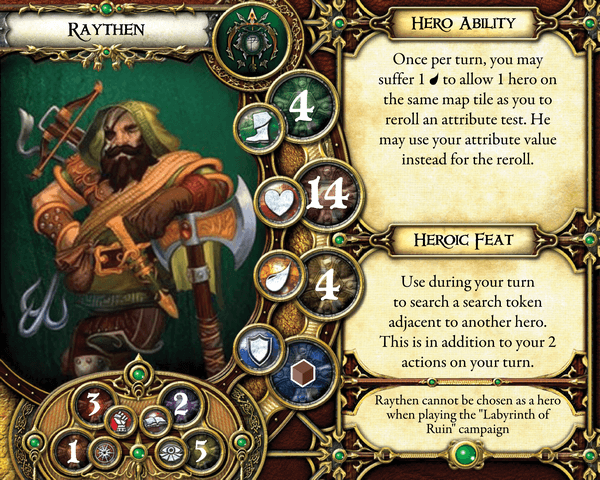 RAYTHEN
4
14
4
3
2
1
5
HERO ABILITY
Once per turn, you may
suffer 1 to allow 1 hero on
the same map tile as you to
reroll an attribute test. He
may use your attribute value
instead for the reroll.
HEROIC FEAT
Use during your turn
to search a search token
adjacent to another hero.
This is in addition to your 2
actions on your turn.
Raythen cannot be chosen as a hero
when playing the "Labyrinth of
Ruin" campaign